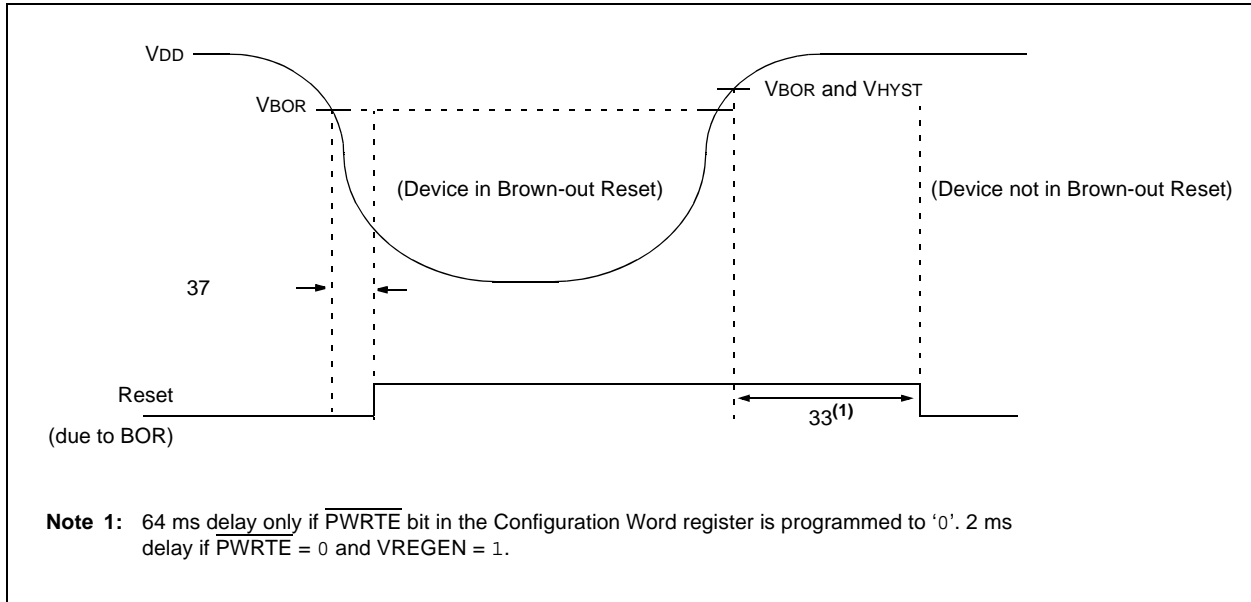 VDD
VBOR and VHYST
VBOR
(Device in Brown-out Reset)
(Device not in Brown-out Reset)
37
Reset
(due to BOR)
33(1)
Note 1: 64 ms delay only if PWRTE bit in the Configuration Word register is programmed to ‘0’. 2 ms
delay if PWRTE = 0 and VREGEN = 1.